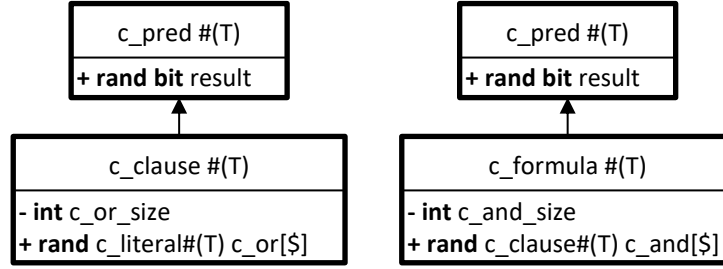 c_pred #(T)
+ rand bit result
c_clause #(T)
- int c_or_size
+ rand c_literal#(T) c_or[$]
c_pred #(T)
+ rand bit result
c_formula #(T)
- int c_and_size
+ rand c_clause#(T) c_and[$]